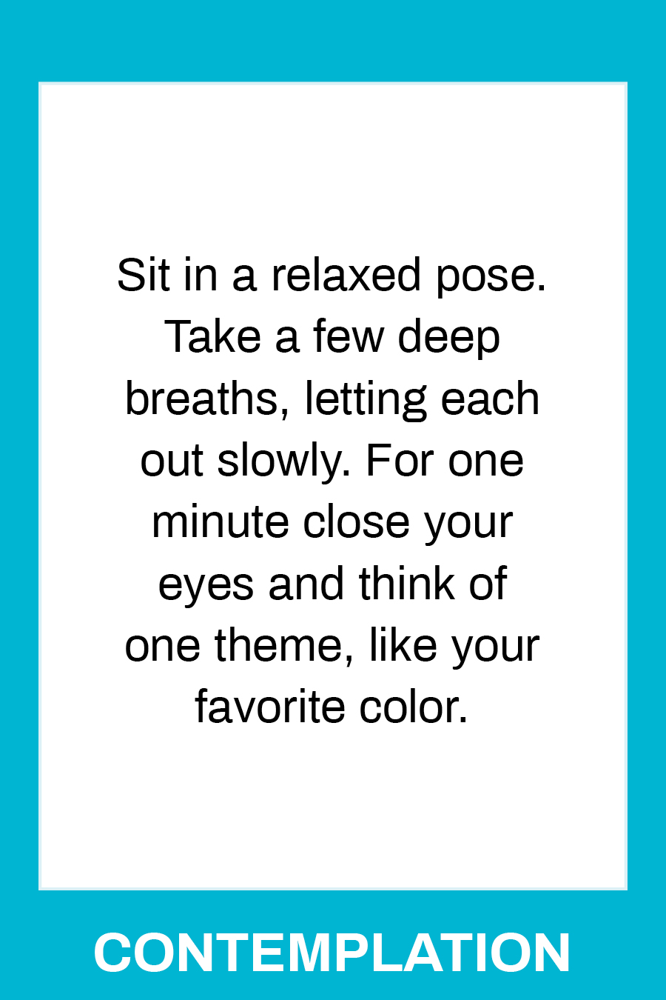 Sit in a relaxed pose.
Take a few deep
breaths, letting each
out slowly. For one
minute close your
eyes and think of
one theme, like your
favorite color.
CONTEMPLATION